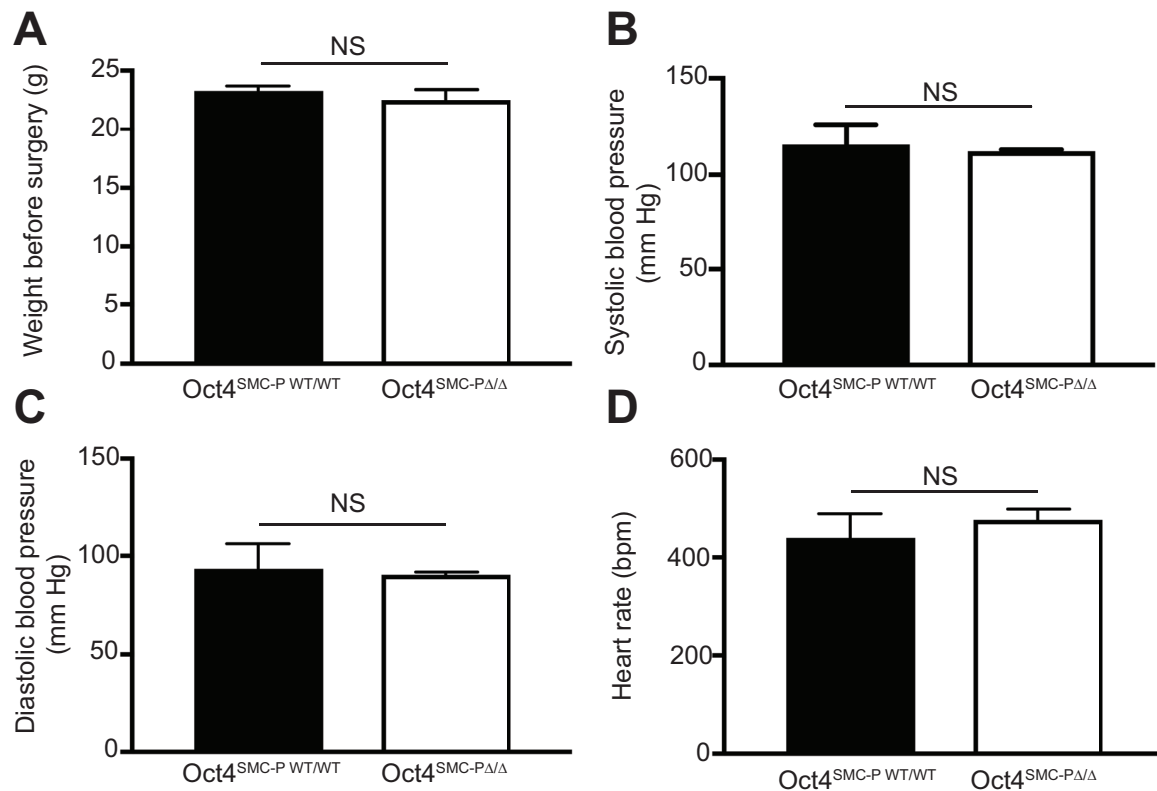 A
Weight before surgery (g)
25
20
15
10
5
0
NS
Oct4SMC-P WT/WT
Oct4SMC-PΔ/Δ
B
Systolic blood pressure
(mm Hg)
150
100
50
0
NS
Oct4SMC-P WT/WT
Oct4SMC-PΔ/Δ
C
Diastolic blood pressure
(mm Hg)
150
100
50
0
NS
Oct4SMC-P WT/WT
Oct4SMC-PΔ/Δ
D
Heart rate (bpm)
600
400
200
0
NS
Oct4SMC-P WT/WT
Oct4SMC-PΔ/Δ